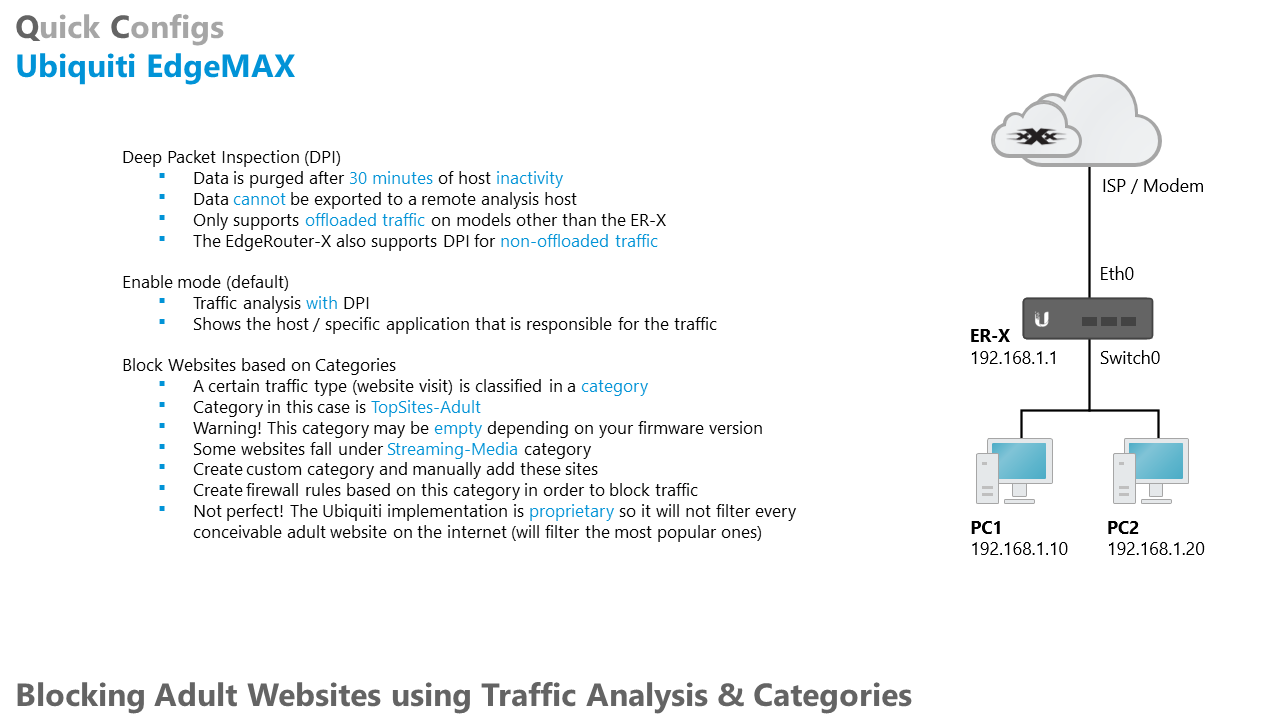 Quick Configs
Ubiquiti EdgeMAX
Deep Packet Inspection (DPI)
Data is purged after 30 minutes of host inactivity
Data cannot be exported to a remote analysis host
Only supports offloaded traffic on models other than the ER-X
The EdgeRouter-X also supports DPI for non-offloaded traffic
Enable mode (default)
Traffic analysis with DPI
Shows the host / specific application that is responsible for the traffic
Block Websites based on Categories
A certain traffic type (website visit) is classified in a category
Category in this case is TopSites-Adult
Warning! This category may be empty depending on your firmware version
Some websites fall under Streaming-Media category
Create custom category and manually add these sites
Create firewall rules based on this category in order to block traffic
Not perfect! The Ubiquiti implementation is proprietary so it will not filter every
conceivable adult website on the internet (will filter the most popular ones)
xXx
ISP / Modem
Eth0
U
ER-X
192.168.1.1
Switch0
PC1
192.168.1.10
PC2
192.168.1.20
Blocking Adult Websites using Traffic Analysis & Categories